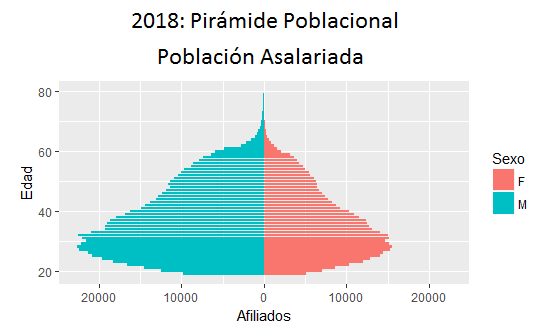 2018: Pirámide Poblacional
Población Asalariada
80
60
40
20
Edad
20000 10000 0 10000 20000
Afiliados
Sexo
F
M